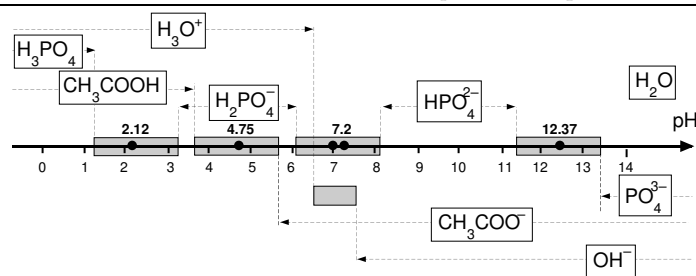 H₃O⁺
H₃PO₄
CH₃COOH
H₂PO₄⁻
HPO₄²⁻
H₂O
2.12 4.75 7.2 12.37 pH
0 1 2 3 4 5 6 7 8 9 10 11 12 13 14
PO₄³⁻
CH₃COO⁻
OH⁻